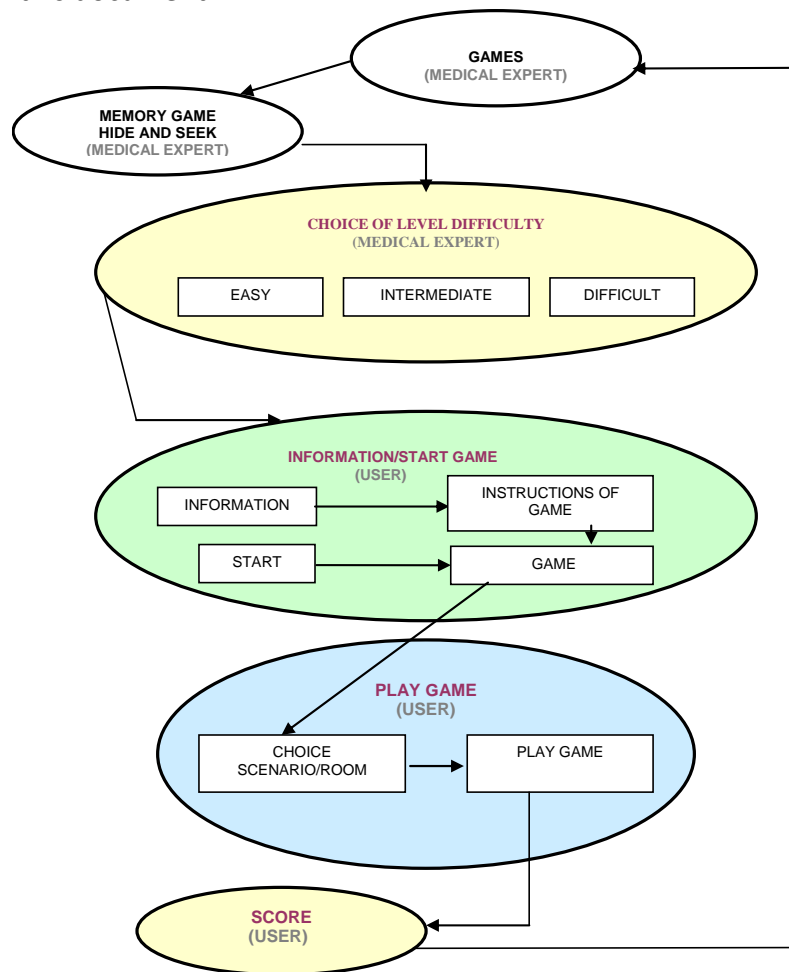 GAMES
(MEDICAL EXPERT)
MEMORY GAME
HIDE AND SEEK
(MEDICAL EXPERT)
CHOICE OF LEVEL DIFFICULTY
(MEDICAL EXPERT)
EASY
INTERMEDIATE
DIFFICULT
INFORMATION/START GAME
(USER)
INFORMATION
INSTRUCTIONS OF
GAME
START
GAME
PLAY GAME
(USER)
CHOICE
SCENARIO/ROOM
PLAY GAME
SCORE
(USER)